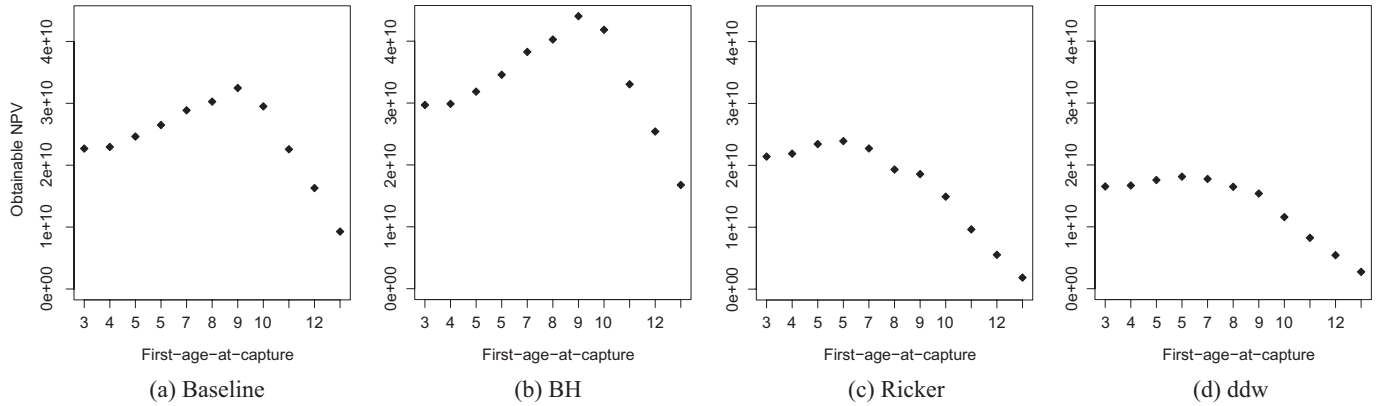 Obtainable NPV
0e+00 1e+10 2e+10 3e+10 4e+10
3 4 5 6 7 8 9 10 12
First−age−at−capture
(a) Baseline
0e+00 1e+10 2e+10 3e+10 4e+10
3 4 5 6 7 8 9 10 12
First−age−at−capture
(b) BH
0e+00 1e+10 2e+10 3e+10 4e+10
3 4 5 6 7 8 9 10 12
First−age−at−capture
(c) Ricker
0e+00 1e+10 2e+10 3e+10 4e+10
3 4 5 6 7 8 9 10 12
First−age−at−capture
(d) ddw